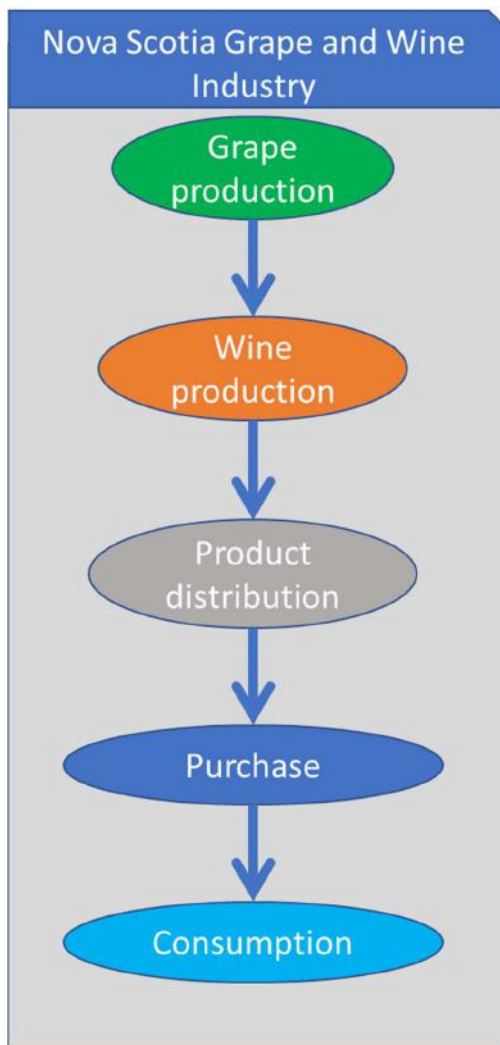 Nova Scotia Grape and Wine
Industry
Grape
production
Wine
production
Product
distribution
Purchase
Consumption